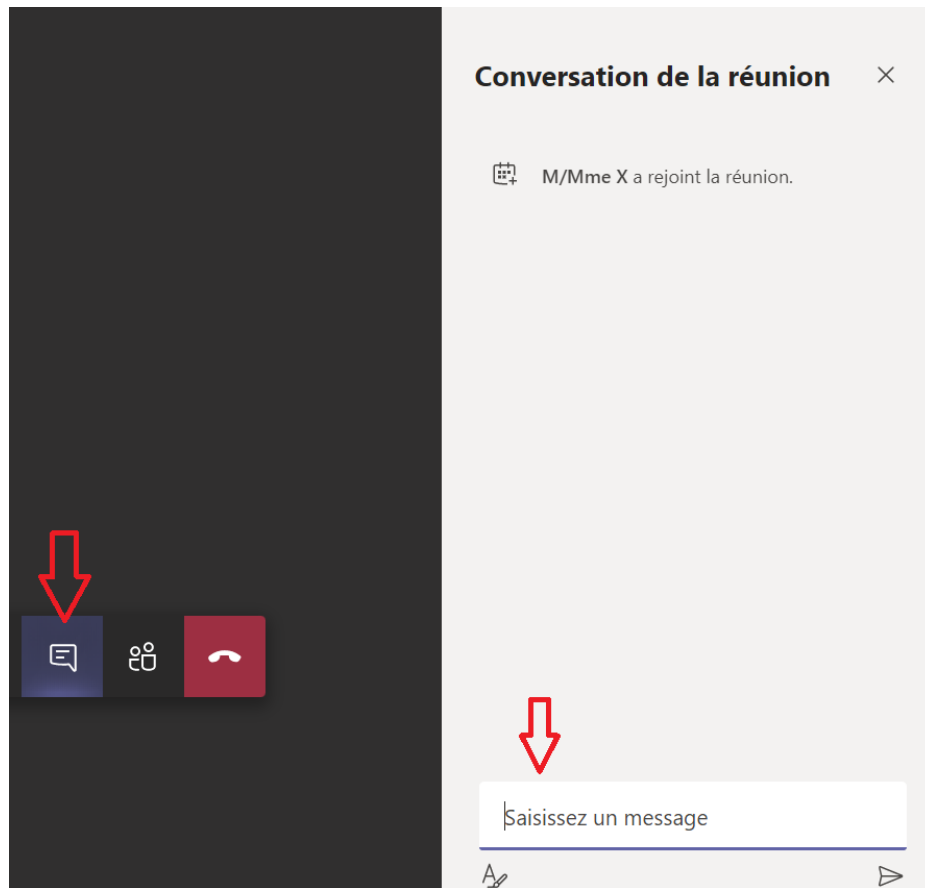 Conversation de la réunion
M/Mme X a rejoint la réunion.
Saisissez un message